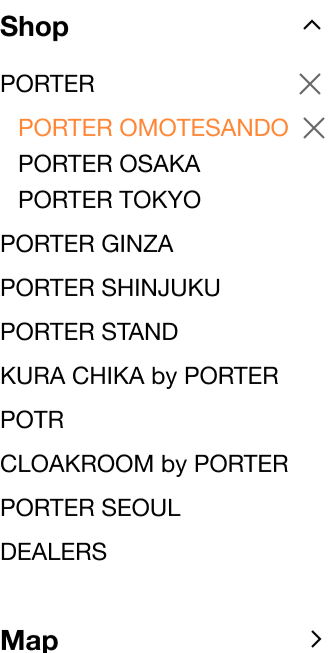 Shop
PORTER
PORTER OMOTESANDO
PORTER OSAKA
PORTER TOKYO
PORTER GINZA
PORTER SHINJUKU
PORTER STAND
KURA CHIKA by PORTER
POTR
CLOAKROOM by PORTER
PORTER SEOUL
DEALERS
Map